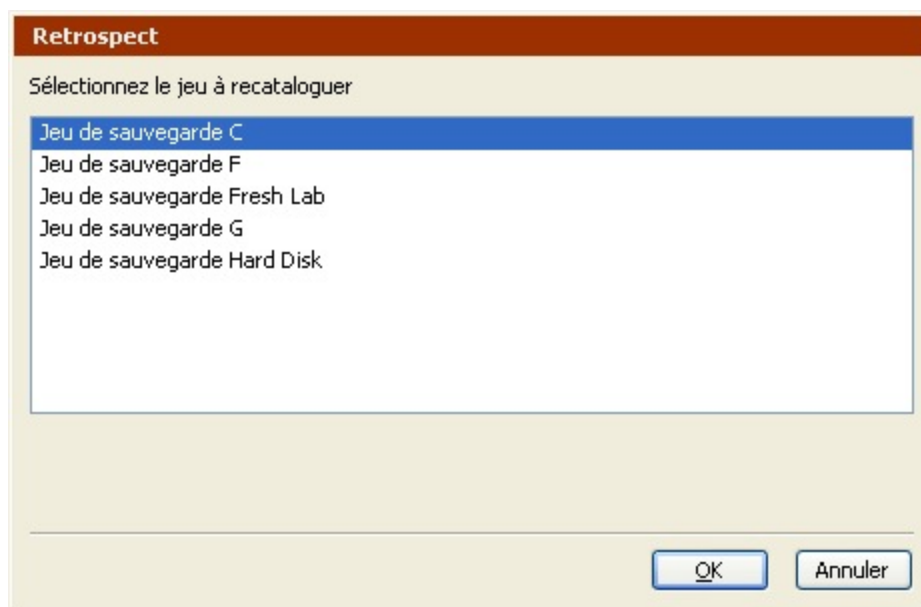 Retrospect
Sélectionnez le jeu à recataloguer
Jeu de sauvegarde C
Jeu de sauvegarde F
Jeu de sauvegarde Fresh Lab
Jeu de sauvegarde G
Jeu de sauvegarde Hard Disk
OK Annuler